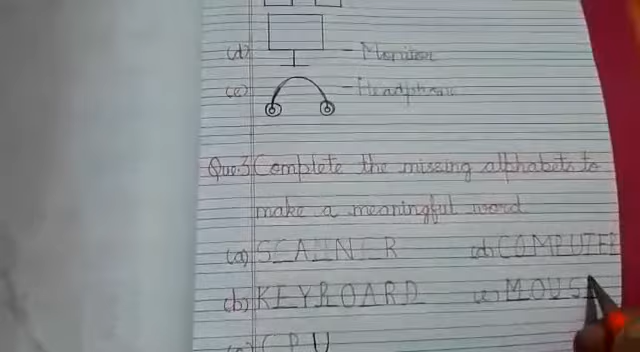 (d) - Monitor
(e) - Headphone
Que.3 Complete the missing alphabets to
make a meaningful word
(a) SCANNER (d) COMPUTER
(b) KEYBOARD (e) MOUSE
(c) CPU